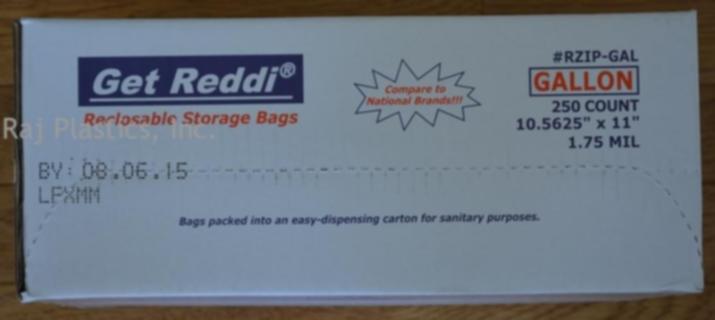 Get Reddi®
Reclosable Storage Bags
Compare to
National Brands!!!
#RZIP-GAL
GALLON
250 COUNT
10.5625" x 11"
1.75 MIL
Raj Plastics, Inc.
BY: 08.06.15
LPXMM
Bags packed into an easy-dispensing carton for sanitary purposes.